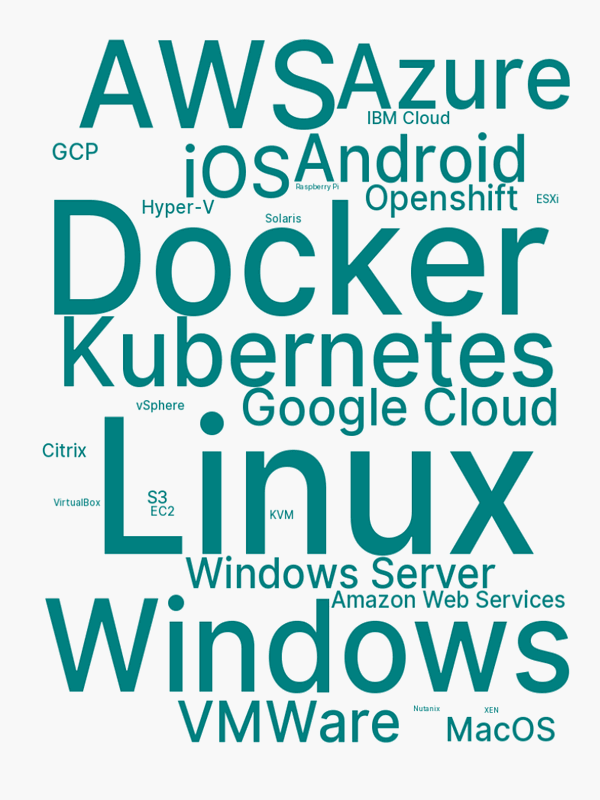 AWS Azure
IBM Cloud
GCP
iOS Android
Raspberry Pi
Openshift
ESXi
Hyper-V
Solaris
Docker
Kubernetes
vSphere
Google Cloud
Citrix
Linux
VirtualBox
S3
EC2
KVM
Windows Server
Amazon Web Services
Windows
VMWare
Nutanix
XEN
MacOS